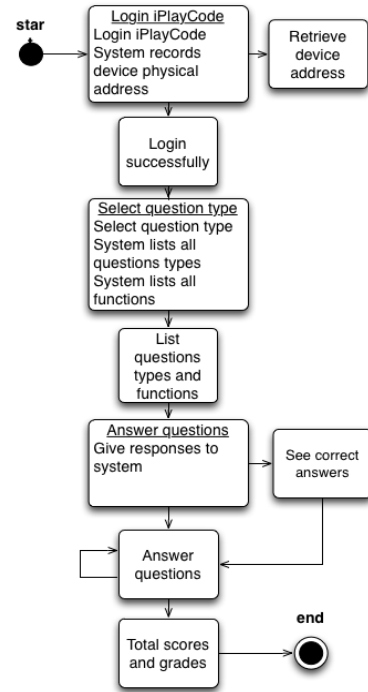 star
Login iPlayCode
Login iPlayCode
System records
device physical
address
Retrieve
device
address
Login
successfully
Select question type
Select question type
System lists all
questions types
System lists all
functions
List
questions
types and
functions
Answer questions
Give responses to
system
See correct
answers
Answer
questions
end
Total scores
and grades